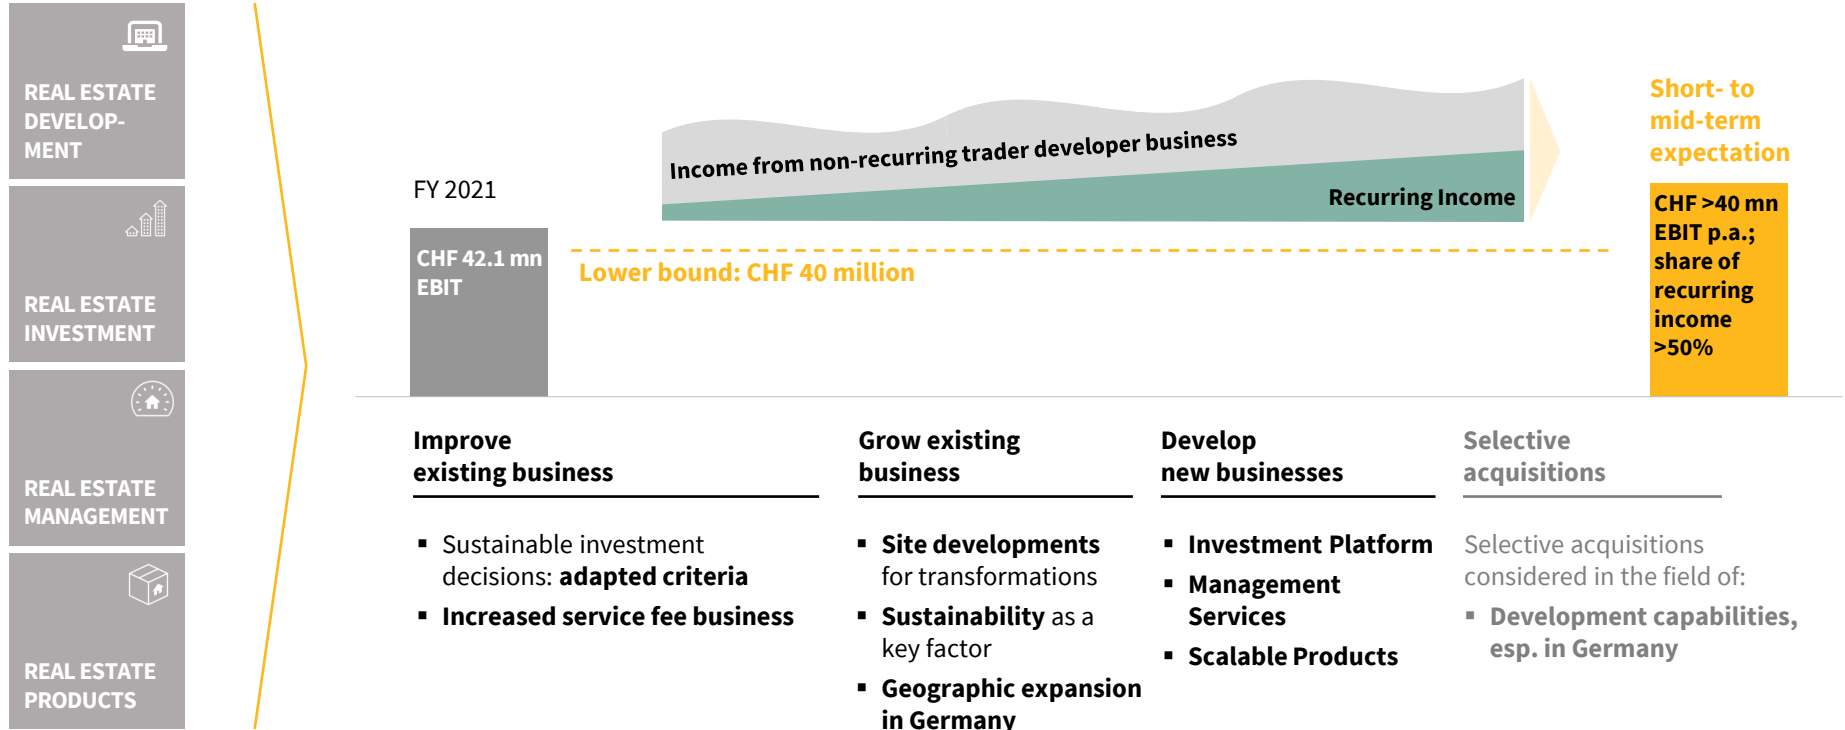 REAL ESTATE
DEVELOP-
MENT
REAL ESTATE
INVESTMENT
REAL ESTATE
MANAGEMENT
REAL ESTATE
PRODUCTS
FY 2021
CHF 42.1 mn
EBIT
Income from non-recurring trader developer business
Recurring Income
Lower bound: CHF 40 million
Short- to
mid-term
expectation
CHF >40 mn
EBIT p.a.;
share of
recurring
income
>50%
Improve
existing business
▪ Sustainable investment
decisions: adapted criteria
▪ Increased service fee business
Grow existing
business
▪ Site developments
for transformations
▪ Sustainability as a
key factor
▪ Geographic expansion
in Germany
Develop
new businesses
▪ Investment Platform
▪ Management
Services
▪ Scalable Products
Selective
acquisitions
Selective acquisitions
considered in the field of:
▪ Development capabilities,
esp. in Germany